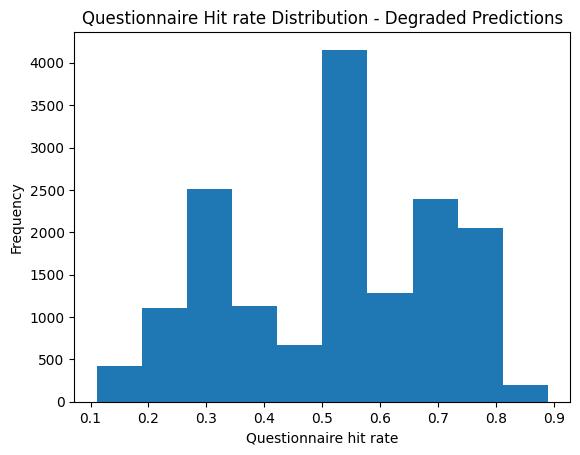 Questionnaire Hit rate Distribution - Degraded Predictions
4000
3500
3000
2500
2000
1500
1000
500
0
Frequency
0.1 0.2 0.3 0.4 0.5 0.6 0.7 0.8 0.9
Questionnaire hit rate